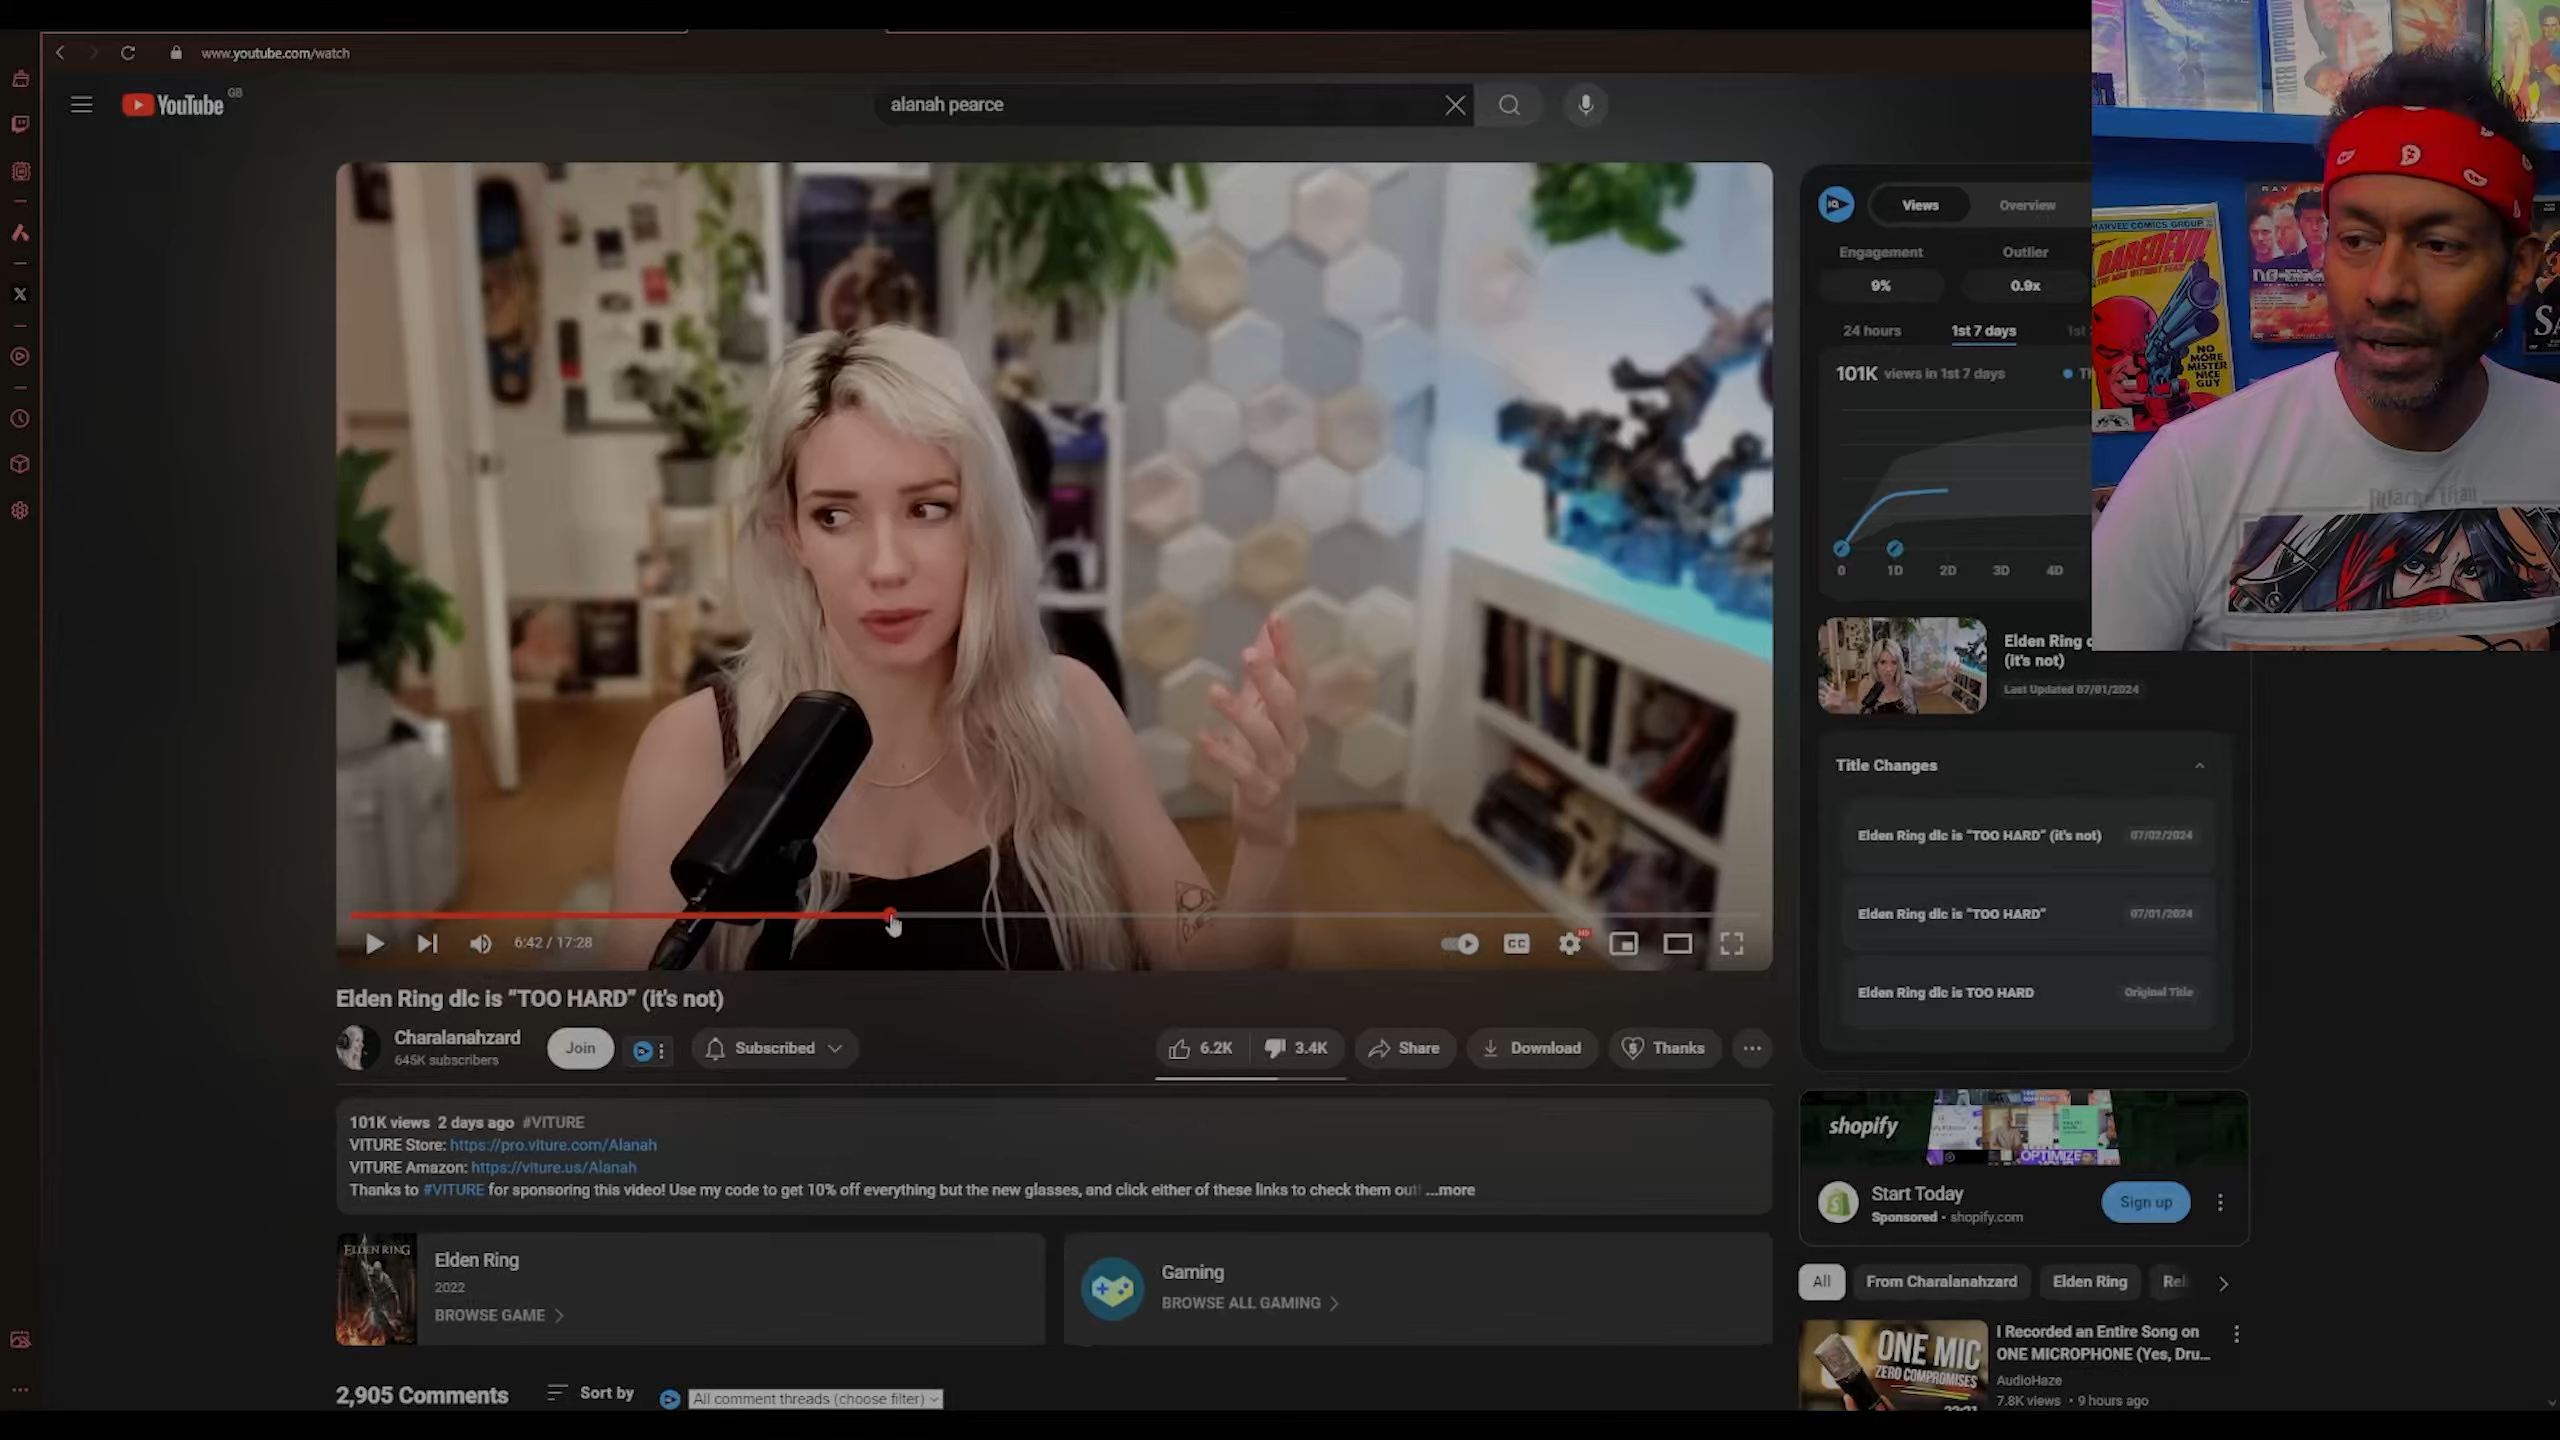 www.youtube.com/watch
YouTube GB
alanah pearce
Views
Overview
Engagement
Outlier
9%
0.9x
24 hours
1st 7 days
1st
101K views in 1st 7 days
0
1D
2D
3D
4D
Elden Ring
(it's not)
Last Updated 07/01/2024
Title Changes
Elden Ring dlc is “TOO HARD” (it's not)
07/02/2024
Elden Ring dlc is “TOO HARD”
07/01/2024
Elden Ring dlc is TOO HARD
Original Title
MARVEL COMICS GROUP
DAREDEVIL
NO
MORE
MISTER
NICE
GUY
6:42 / 17:28
CC
Elden Ring dlc is “TOO HARD” (it's not)
Charalanahzard
645K subscribers
Join
Subscribed
6.2K
3.4K
Share
Download
Thanks
101K views 2 days ago #VITURE
VITURE Store: https://pro.viture.com/Alanah
VITURE Amazon: https://viture.us/Alanah
Thanks to #VITURE for sponsoring this video! Use my code to get 10% off everything but the new glasses, and click either of these links to check them out! ...more
ELDEN RING
Elden Ring
2022
BROWSE GAME
Gaming
BROWSE ALL GAMING
2,905 Comments
Sort by
All comment threads (choose filter)
shopify
OPTIMIZE
Start Today
Sponsored · shopify.com
Sign up
All
From Charalanahzard
Elden Ring
ONE MIC
ZERO COMPROMISES
I Recorded an Entire Song on
ONE MICROPHONE (Yes, Dru...
AudioHaze
7.8K views • 9 hours ago